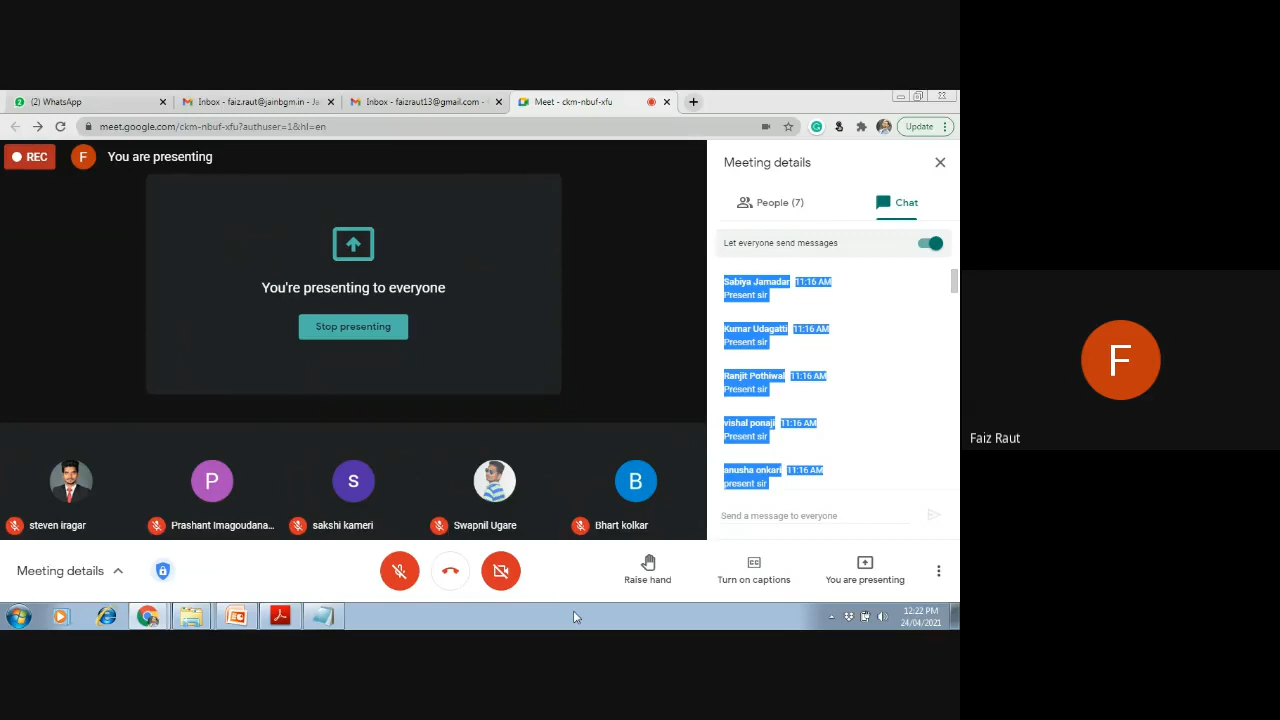 (2) WhatsApp
Inbox - faiz.raut@jainbgm.in - Ja
Inbox - faizraut13@gmail.com -
Meet - ckm-nbuf-xfu
meet.google.com/ckm-nbuf-xfu?authuser=1&hl=en
Update
REC
F
You are presenting
Meeting details
People (7)
Chat
Let everyone send messages
You're presenting to everyone
Stop presenting
Sabiya Jamadar 11:16 AM
Present sir
Kumar Udagatti 11:16 AM
Present sir
Ranjit Pothiwal 11:16 AM
Present sir
vishal ponaji 11:16 AM
Present sir
anusha onkari 11:16 AM
present sir
P
s
B
steven iragar
Prashant Imagoudana...
sakshi kameri
Swapnil Ugare
Bhart kolkar
Send a message to everyone
Meeting details
Raise hand
CC
Turn on captions
You are presenting
12:22 PM
24/04/2021
F
Faiz Raut